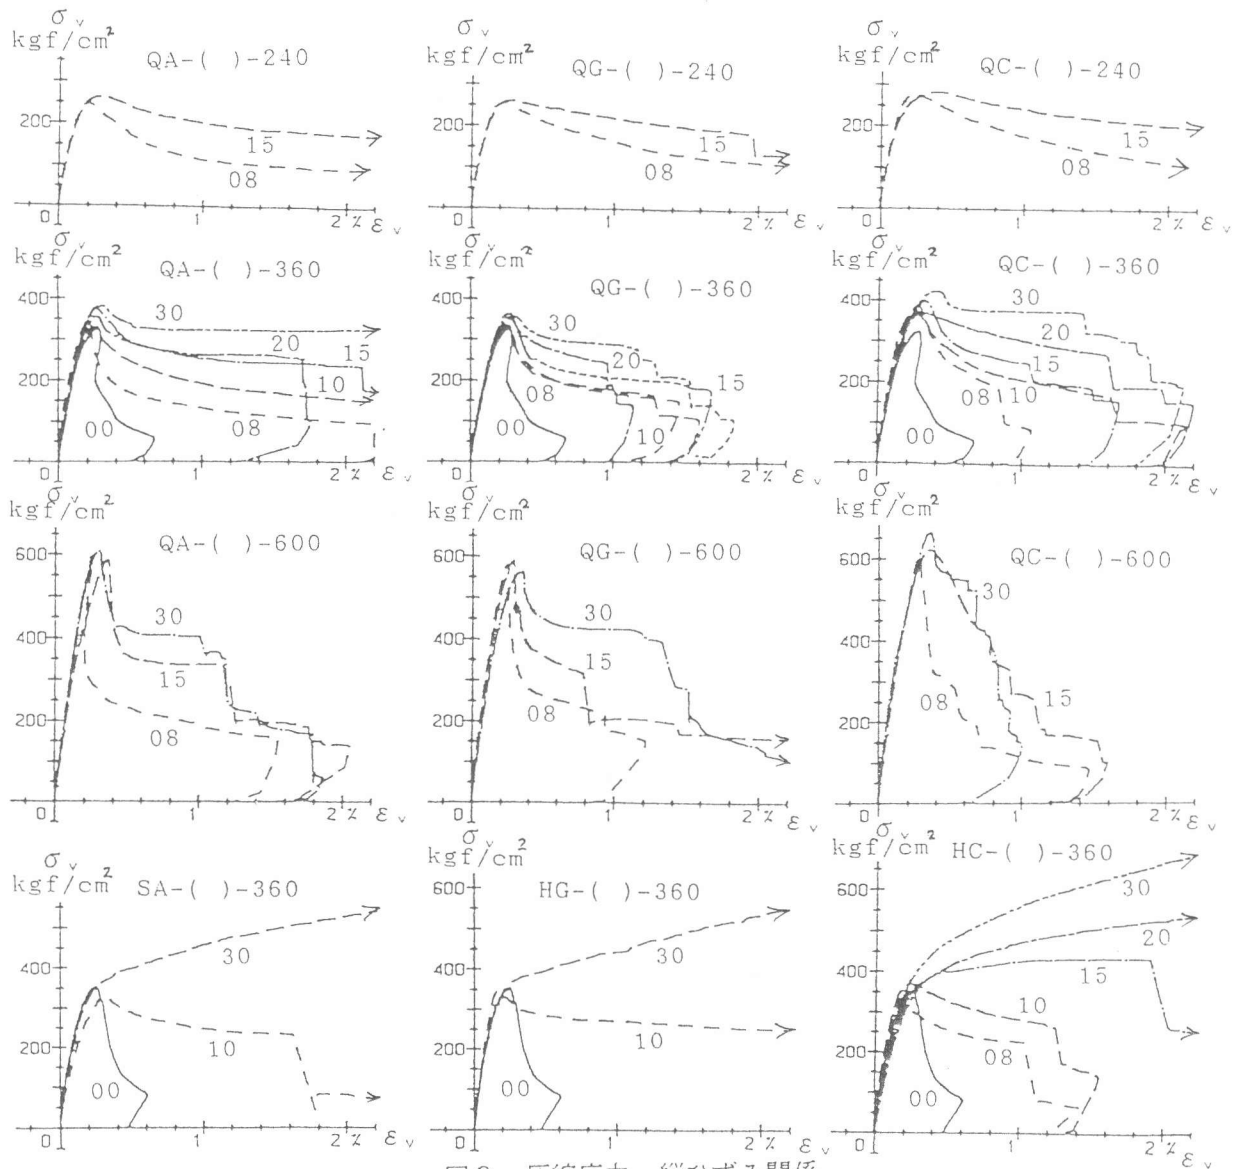 σv
kgf/cm²
QA-( )-240
200
15
08
0
1
2%
εv
σv
kgf/cm²
QG-( )-240
200
15
08
0
1
2%
εv
σv
kgf/cm²
QC-( )-240
200
15
08
0
1
2%
εv
σv
kgf/cm²
QA-( )-360
400
30
20
15
200
10
00
08
0
1
2%
εv
σv
kgf/cm²
QG-( )-360
400
30
20
15
200
08
00
10
0
1
2%
εv
σv
kgf/cm²
QC-( )-360
400
30
20
15
200
08
10
00
0
1
2%
εv
σv
kgf/cm²
QA-( )-600
600
400
30
15
200
08
0
1
2%
εv
σv
kgf/cm²
QG-( )-600
600
400
30
15
200
08
0
1
2%
εv
σv
kgf/cm²
QC-( )-600
600
30
400
15
200
08
0
1
2%
εv
σv
kgf/cm²
SA-( )-360
400
30
200
10
00
0
1
2%
εv
σv
kgf/cm²
HG-( )-360
400
30
200
10
00
0
1
2%
εv
σv
kgf/cm²
HC-( )-360
600
30
20
400
15
10
200
08
00
0
1
2%
εv